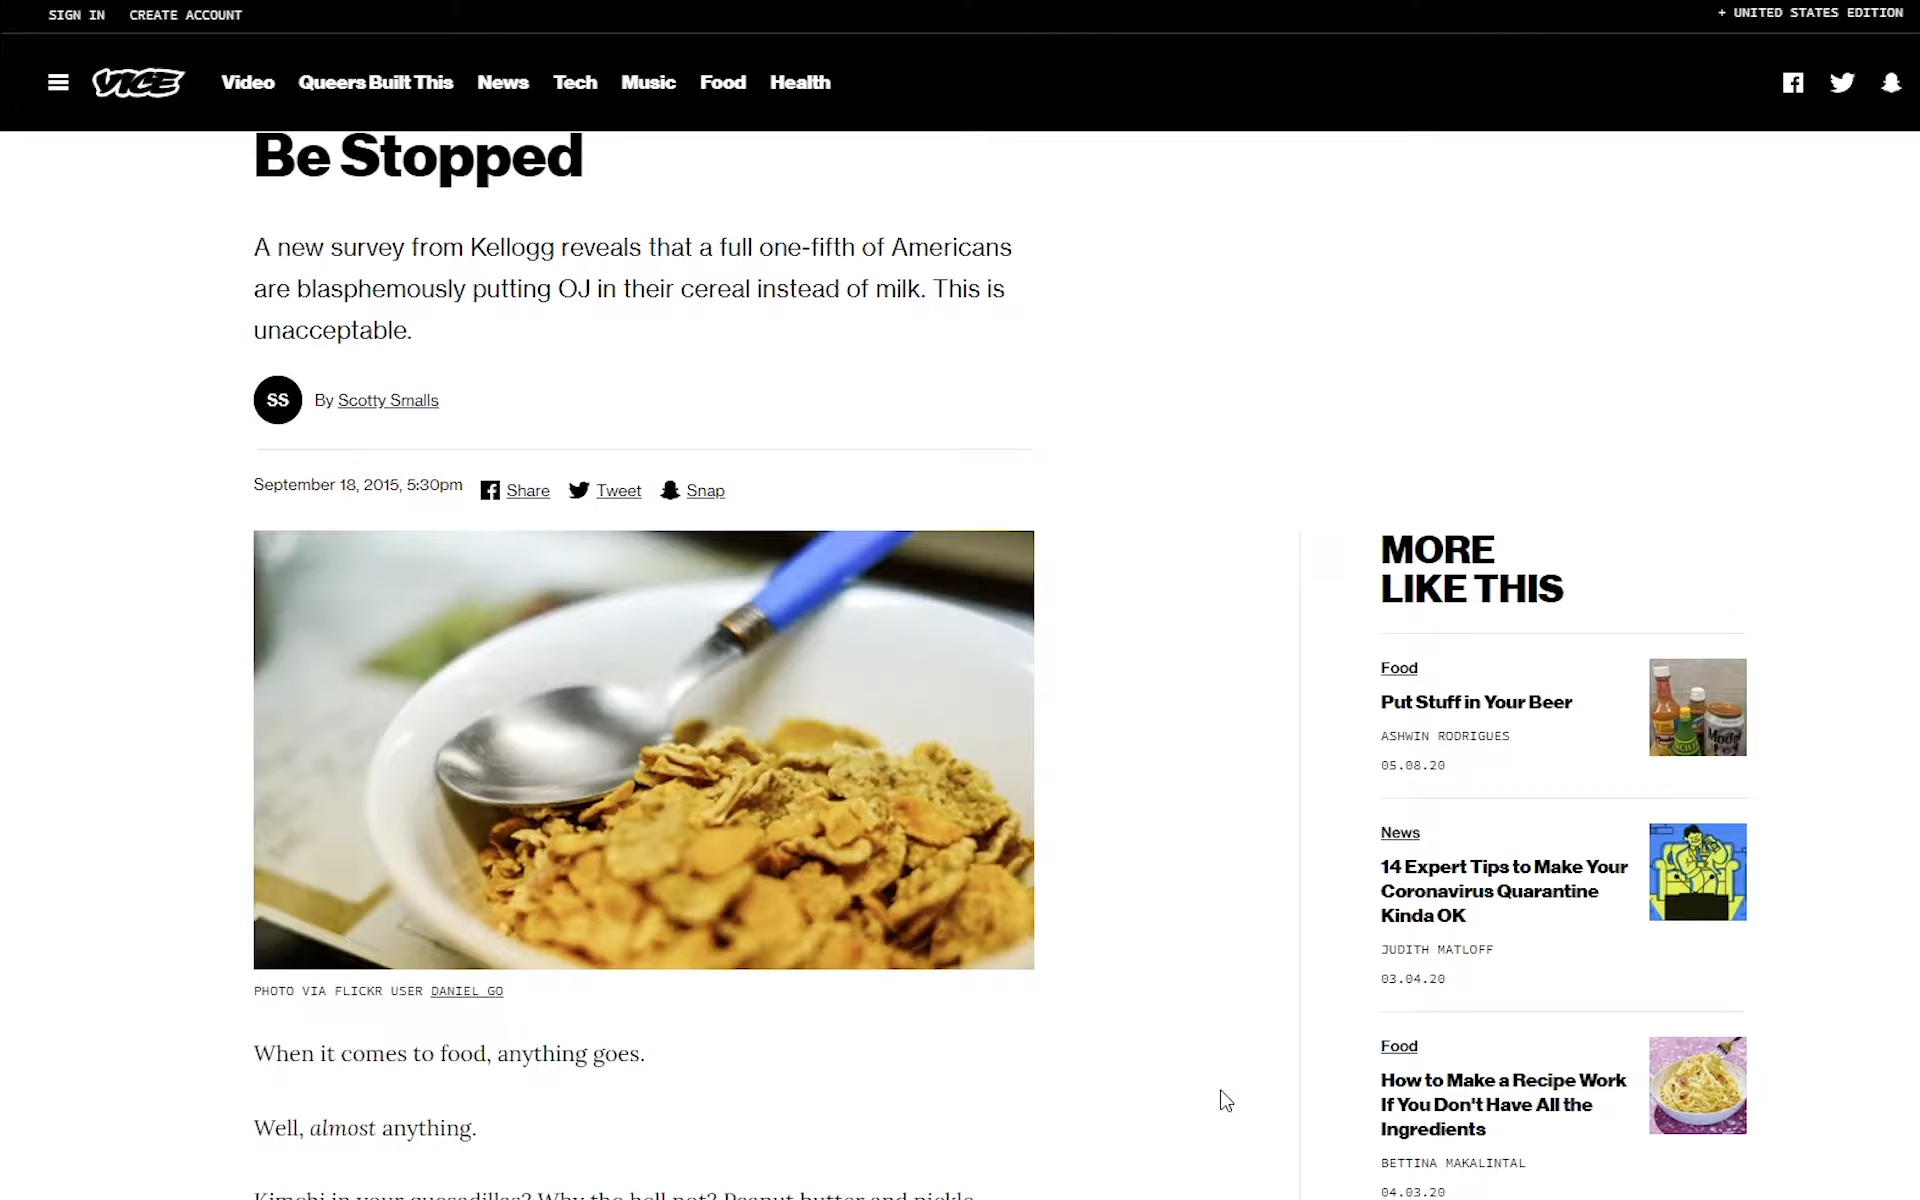 SIGN IN CREATE ACCOUNT + UNITED STATES EDITION
VICE Video Queers Built This News Tech Music Food Health
Be Stopped
A new survey from Kellogg reveals that a full one-fifth of Americans
are blasphemously putting OJ in their cereal instead of milk. This is
unacceptable.
SS By Scotty Smalls
September 18, 2015, 5:30pm Share Tweet Snap
PHOTO VIA FLICKR USER DANIEL GO
When it comes to food, anything goes.
Well, almost anything.
Kimchi in your quesadillas? Why the hell not? Peanut butter and pickle
MORE
LIKE THIS
Food
Put Stuff in Your Beer
ASHWIN RODRIGUES
05.08.20
News
14 Expert Tips to Make Your
Coronavirus Quarantine
Kinda OK
JUDITH MATLOFF
03.04.20
Food
How to Make a Recipe Work
If You Don't Have All the
Ingredients
BETTINA MAKALINTAL
04.03.20